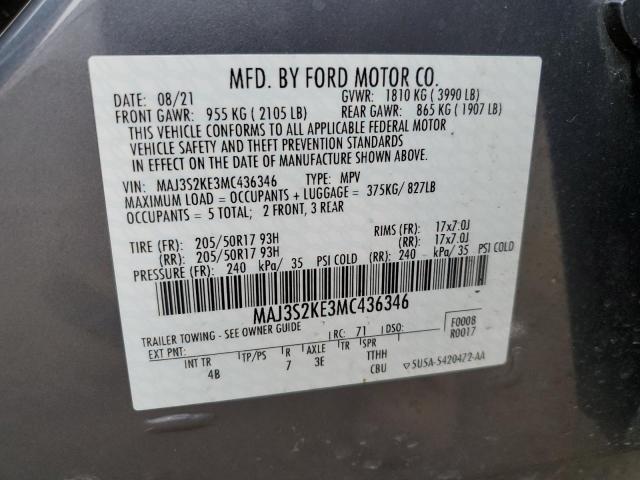 MFD. BY FORD MOTOR CO.
DATE: 08/21 GVWR: 1810 KG ( 3990 LB)
FRONT GAWR: 955 KG ( 2105 LB) REAR GAWR: 865 KG ( 1907 LB)
THIS VEHICLE CONFORMS TO ALL APPLICABLE FEDERAL MOTOR
VEHICLE SAFETY AND THEFT PREVENTION STANDARDS
IN EFFECT ON THE DATE OF MANUFACTURE SHOWN ABOVE.
VIN: MAJ3S2KE3MC436346 TYPE: MPV
MAXIMUM LOAD = OCCUPANTS + LUGGAGE = 375KG/ 827LB
OCCUPANTS = 5 TOTAL; 2 FRONT, 3 REAR
TIRE (FR): 205/50R17 93H RIMS (FR): 17x7.0J
(RR): 205/50R17 93H (RR): 17x7.0J
PRESSURE (FR): 240 kPa/ 35 PSI COLD (RR): 240 kPa/ 35 PSI COLD
MAJ3S2KE3MC436346
TRAILER TOWING - SEE OWNER GUIDE
EXT PNT: RC: 71 DSO: F0008
R0017
INT TR TP/PS R AXLE TR SPR
4B 7 3E TTHH
CBU 5U5A-5420472-AA